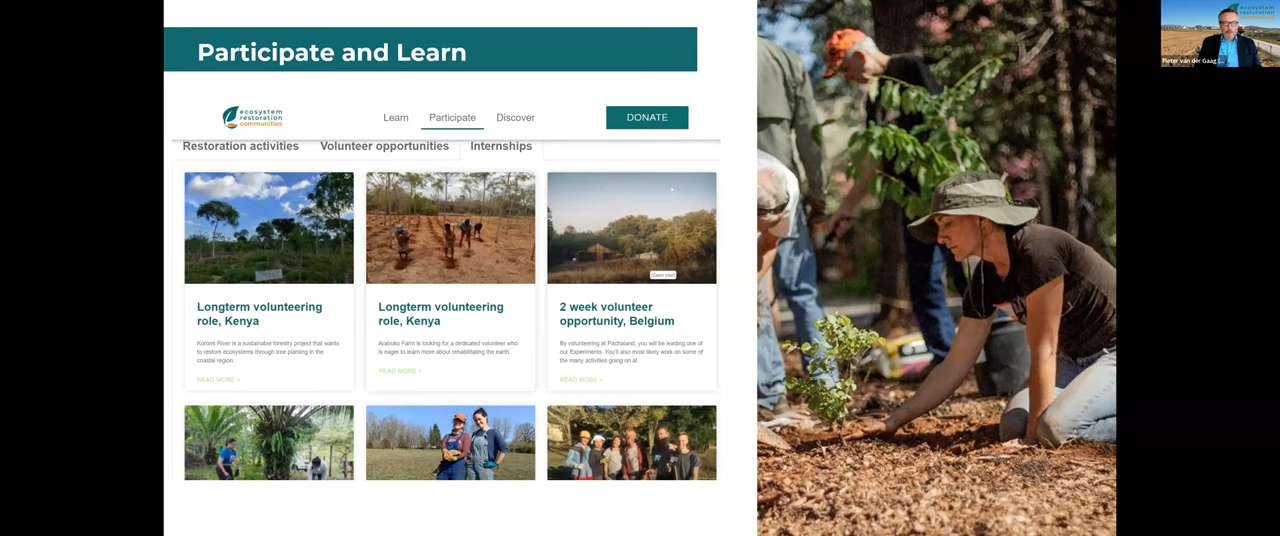 Participate and Learn
ecosystem
restoration
communities
Learn
Participate
Discover
DONATE
Restoration activities
Volunteer opportunities
Internships
Longterm volunteering
role, Kenya
Koromi River is a sustainable forestry project that wants
to restore ecosystems through tree planting in the
coastal region.
READ MORE »
Longterm volunteering
role, Kenya
Arabuko Farm is looking for a dedicated volunteer who
is eager to learn more about rehabilitating the earth.
READ MORE »
2 week volunteer
opportunity, Belgium
By volunteering at Pachaland, you will be leading one of
our Experiments. You'll also most likely work on some of
the many activities going on at
READ MORE »
ecosystem
restoration
Pieter van der Gaag (...